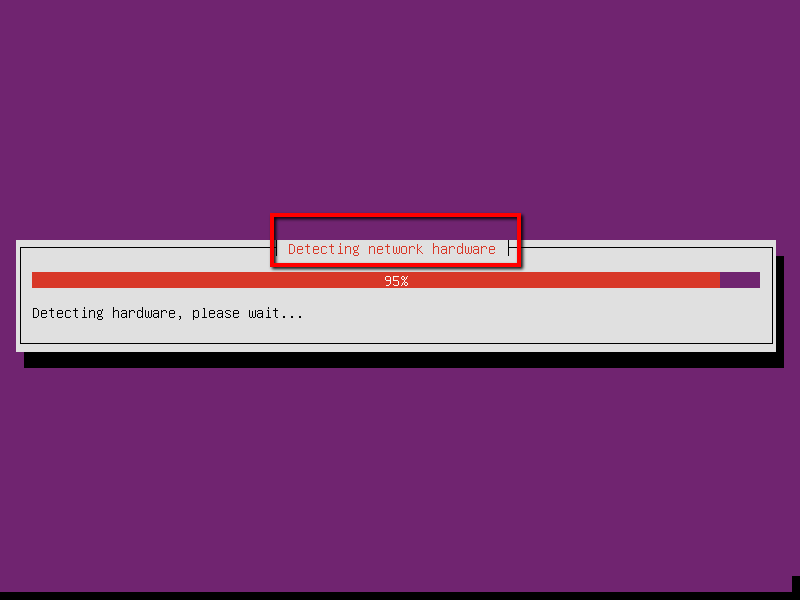 Detecting network hardware
95%
Detecting hardware, please wait...